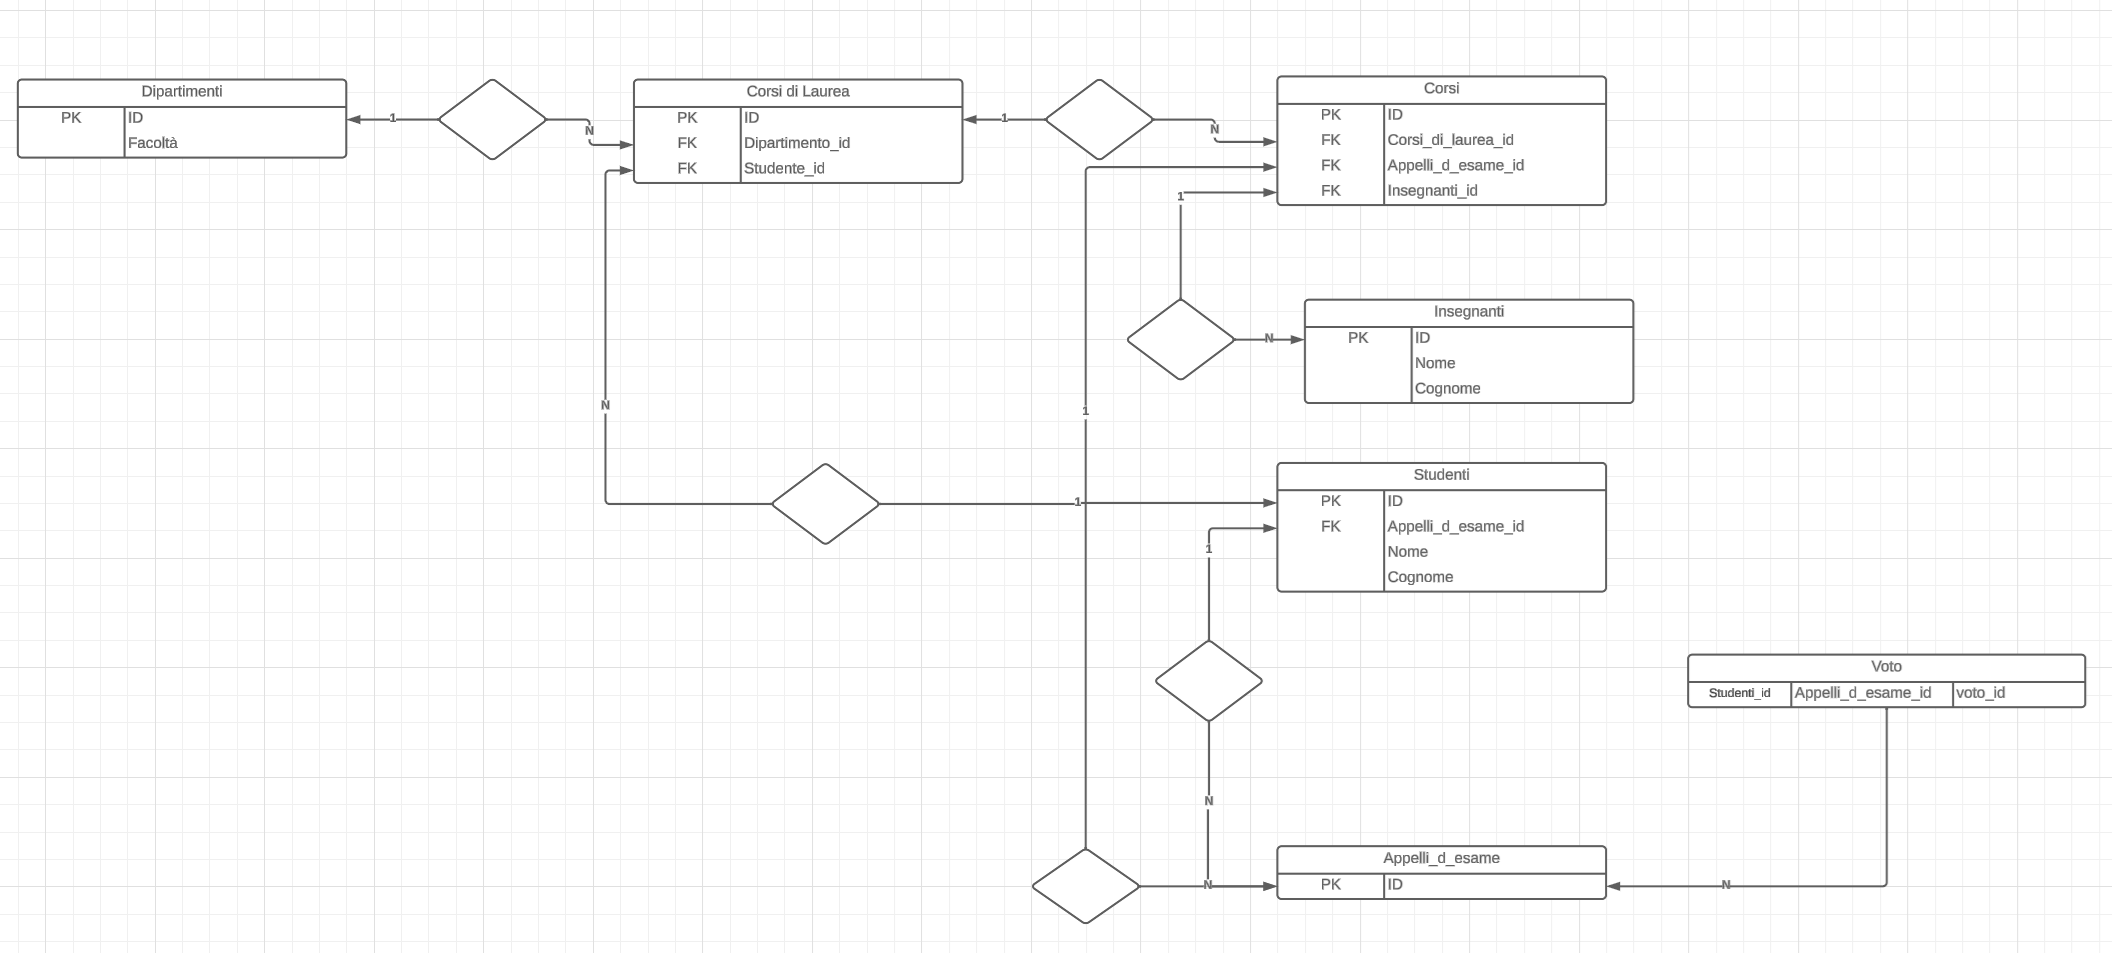 Dipartimenti
PK ID
Facoltà
1
N
Corsi di Laurea
PK ID
FK Dipartimento_id
FK Studente_id
1
N
Corsi
PK ID
FK Corsi_di_laurea_id
FK Appelli_d_esame_id
FK Insegnanti_id
1
N
Insegnanti
PK ID
Nome
Cognome
N
1
1
Studenti
PK ID
FK Appelli_d_esame_id
Nome
Cognome
1
N
Voto
Studenti_id Appelli_d_esame_id voto_id
Appelli_d_esame
PK ID
N
N